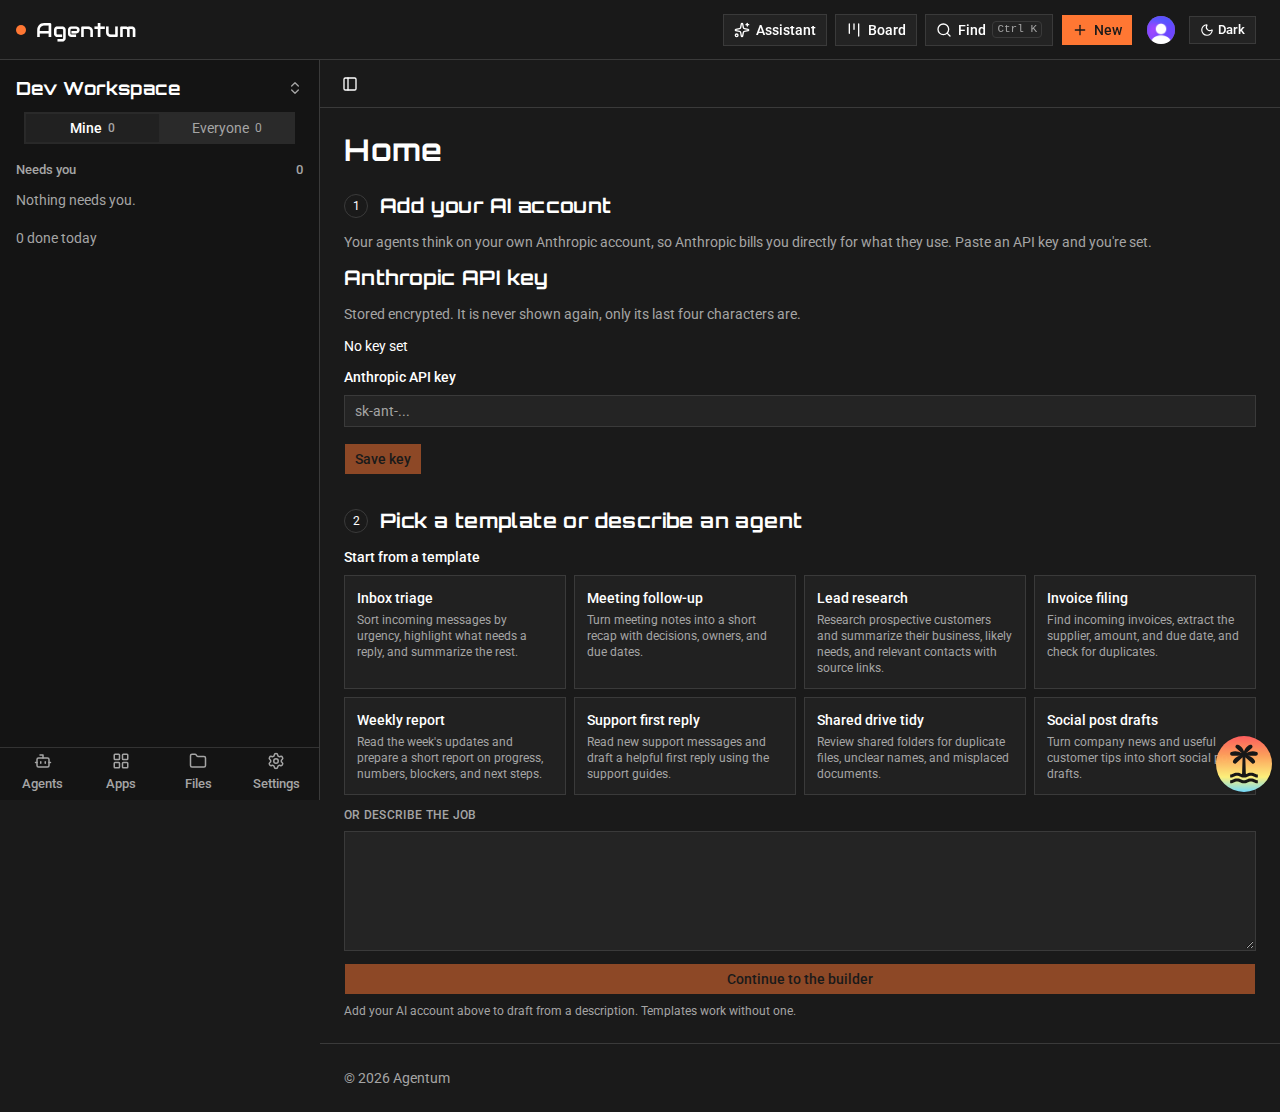 Agentum
Assistant
Board
Find Ctrl K
New
Dark
Dev Workspace
Mine 0
Everyone 0
Needs you 0
Nothing needs you.
0 done today
Agents
Apps
Files
Settings
Home
1 Add your AI account
Your agents think on your own Anthropic account, so Anthropic bills you directly for what they use. Paste an API key and you're set.
Anthropic API key
Stored encrypted. It is never shown again, only its last four characters are.
No key set
Anthropic API key
sk-ant-...
Save key
2 Pick a template or describe an agent
Start from a template
Inbox triage
Sort incoming messages by
urgency, highlight what needs a
reply, and summarize the rest.
Meeting follow-up
Turn meeting notes into a short
recap with decisions, owners, and
due dates.
Lead research
Research prospective customers
and summarize their business, likely
needs, and relevant contacts with
source links.
Invoice filing
Find incoming invoices, extract the
supplier, amount, and due date, and
check for duplicates.
Weekly report
Read the week's updates and
prepare a short report on progress,
numbers, blockers, and next steps.
Support first reply
Read new support messages and
draft a helpful first reply using the
support guides.
Shared drive tidy
Review shared folders for duplicate
files, unclear names, and misplaced
documents.
Social post drafts
Turn company news and useful
customer tips into short social
drafts.
OR DESCRIBE THE JOB
Continue to the builder
Add your AI account above to draft from a description. Templates work without one.
© 2026 Agentum